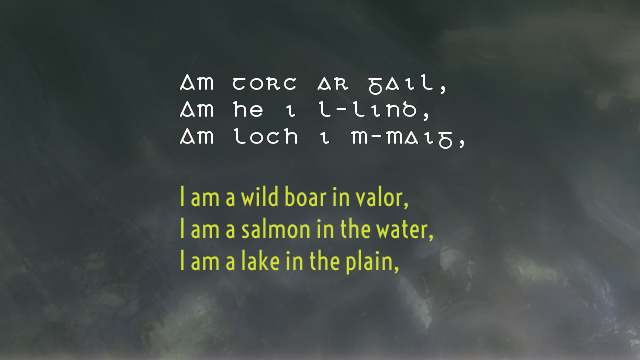 Am torc ar gail,
Am he i l-lind,
Am loch i m-maig,
I am a wild boar in valor,
I am a salmon in the water,
I am a lake in the plain,